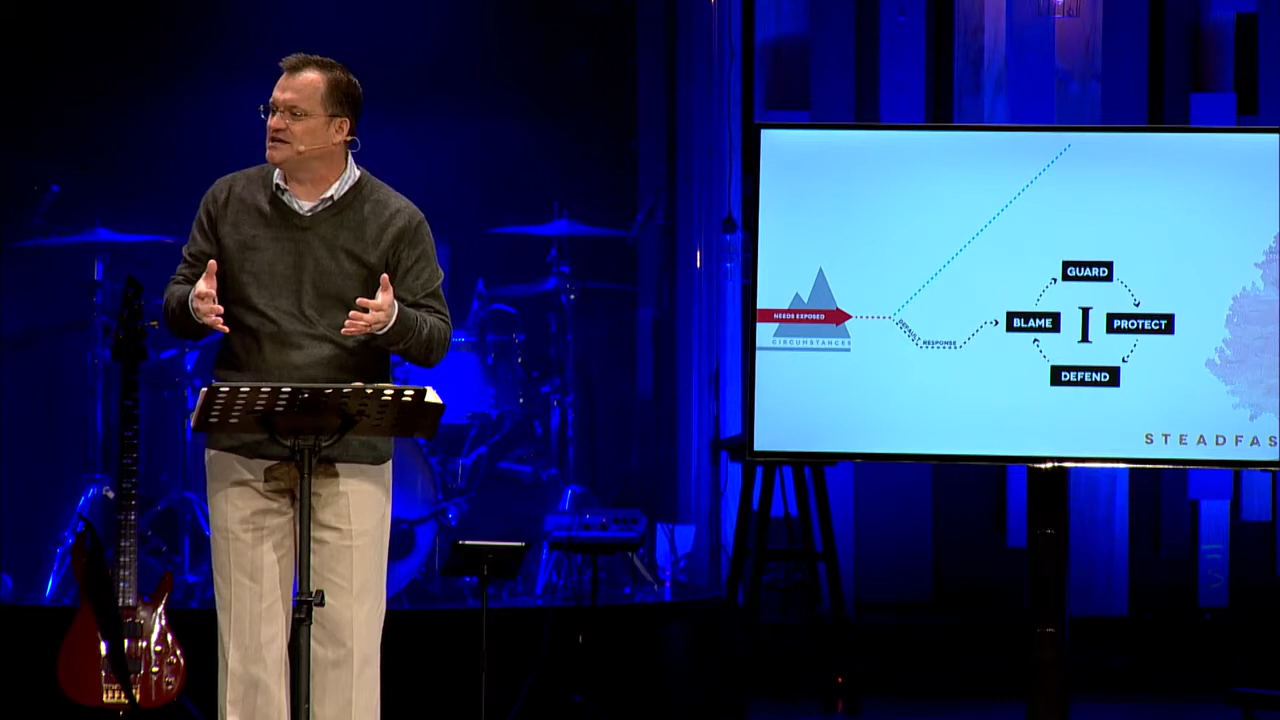 NEEDS EXPOSED
CIRCUMSTANCES
DEFAULT RESPONSE
GUARD
BLAME
I
PROTECT
DEFEND
STEADFAS